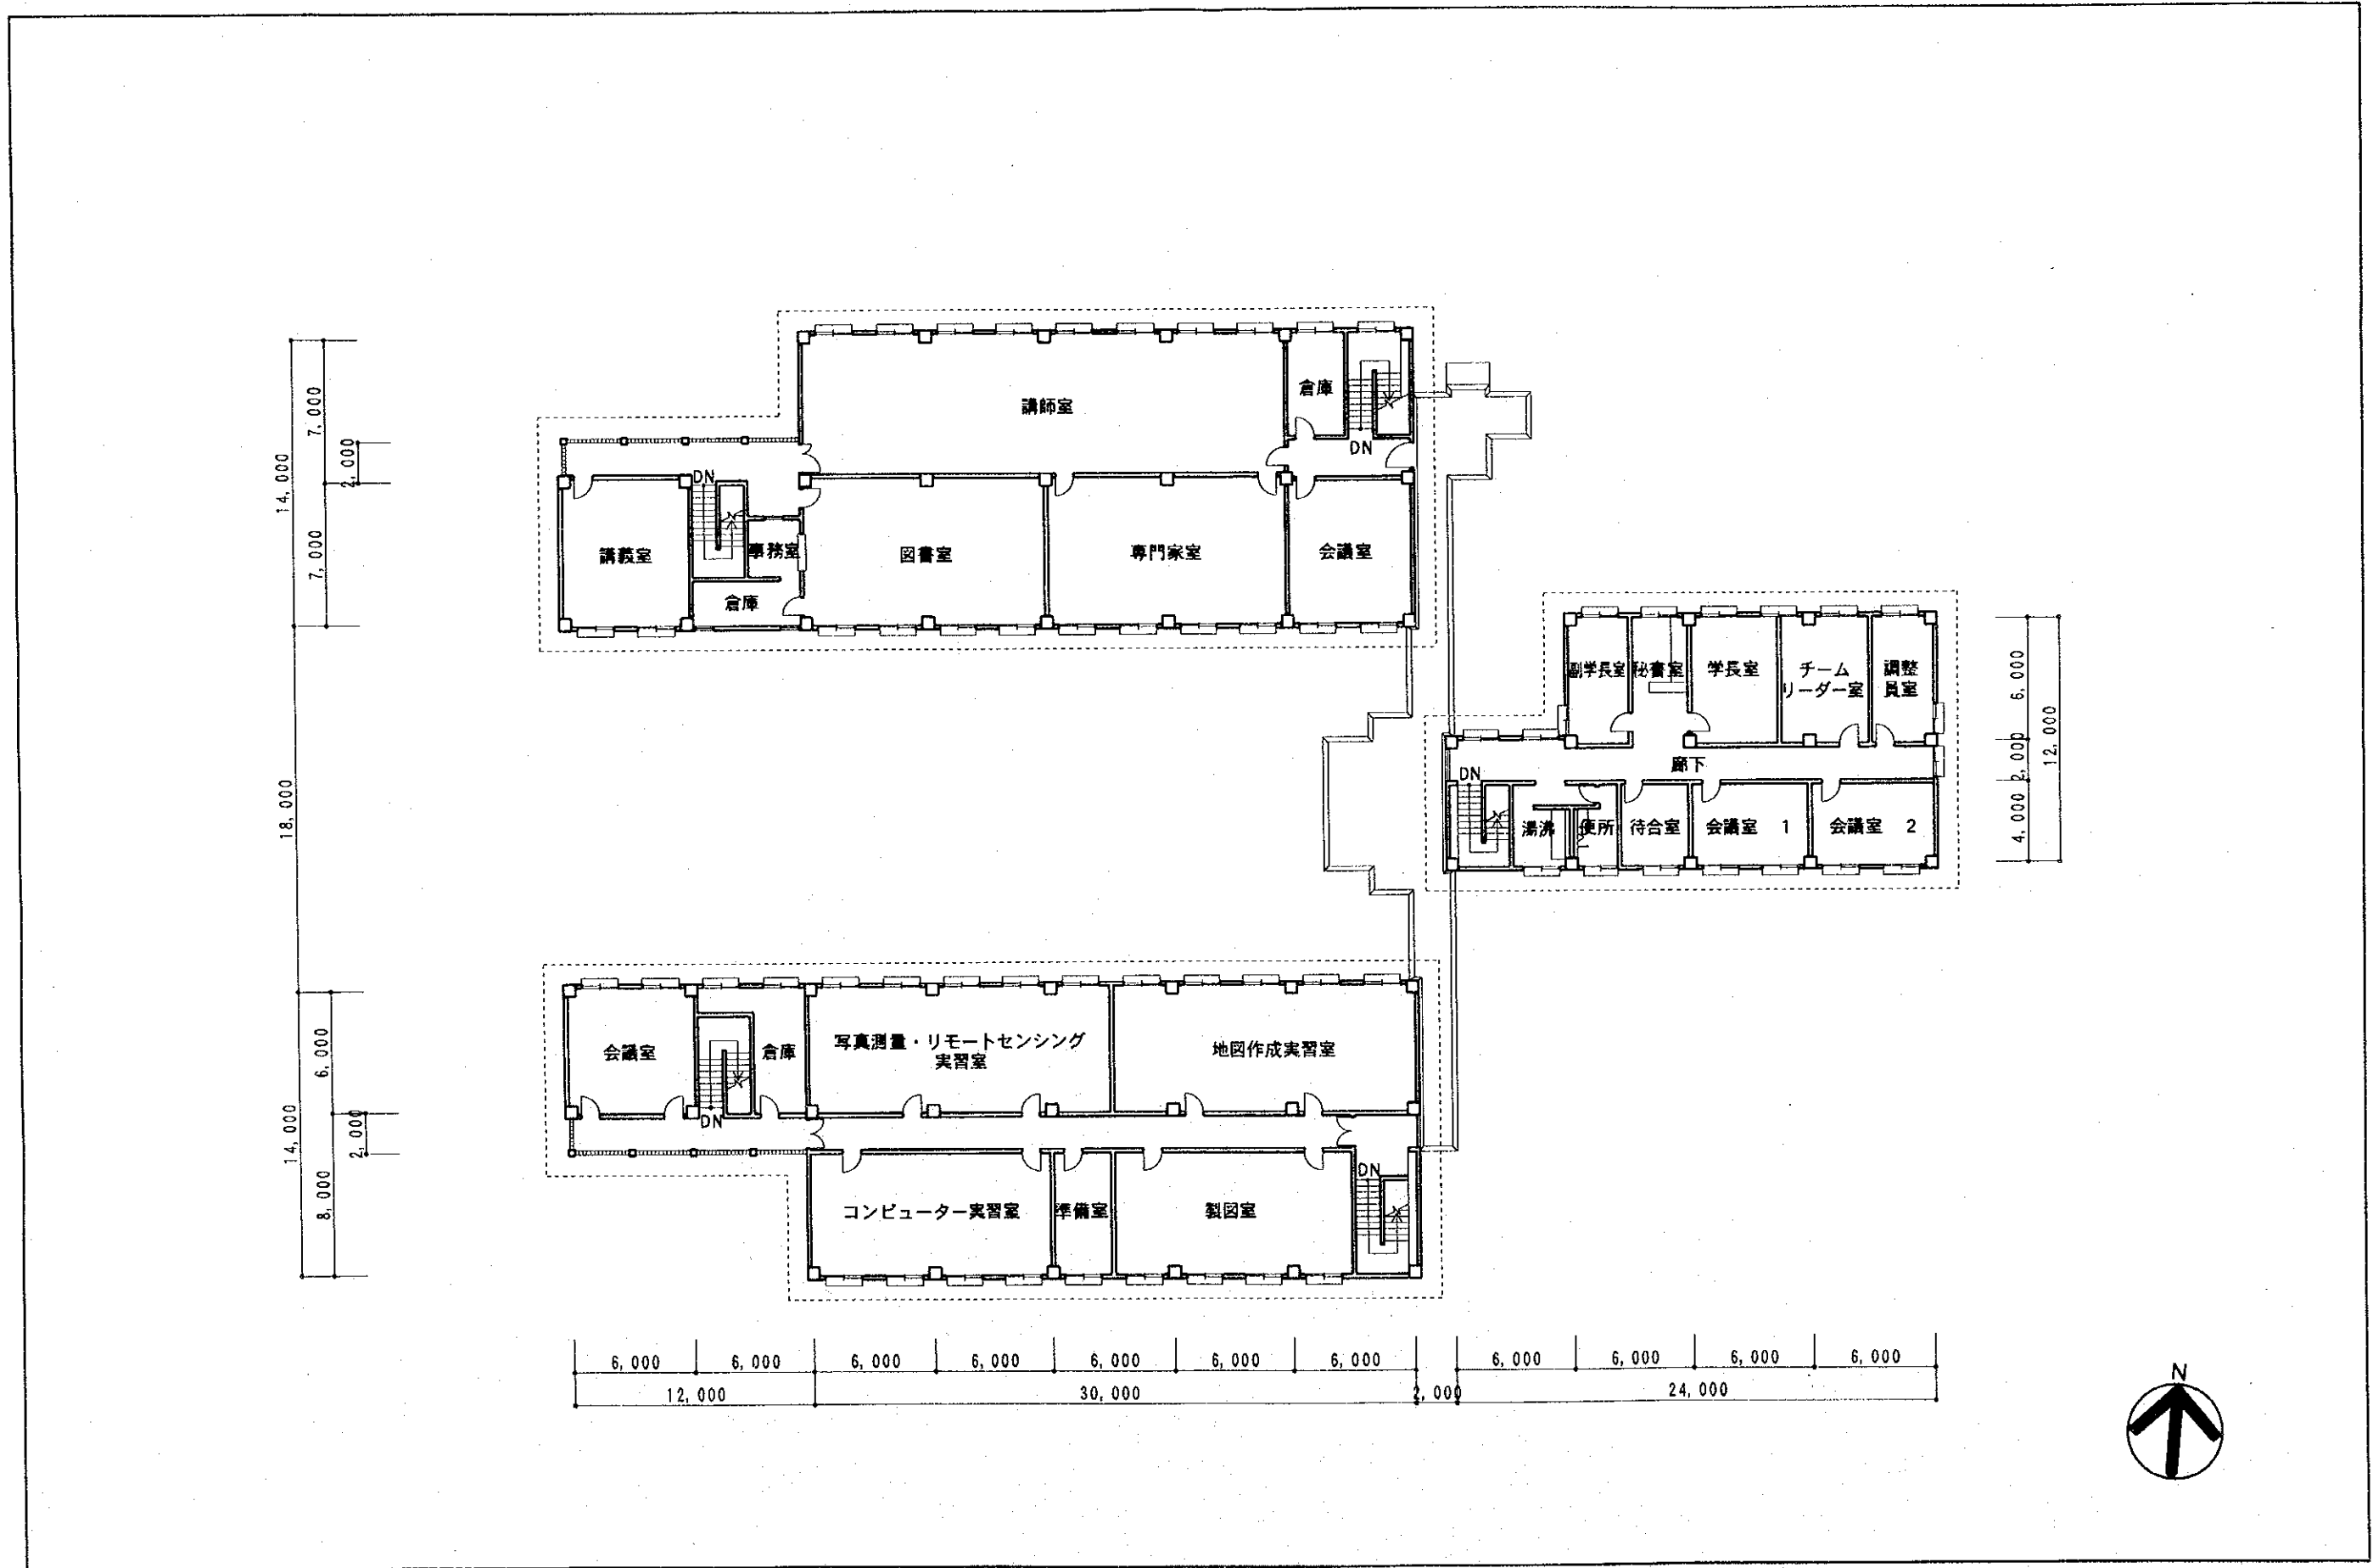 講師室
倉庫
DN
DN
講義室
事務室
倉庫
図書室
専門家室
会議室
7,000
2,000
14,000
7,000
18,000
副学長室
秘書室
学長室
チーム
リーダー室
調整
員室
廊下
DN
湯沸
便所
待合室
会議室 1
会議室 2
6,000
2,000
4,000
12,000
会議室
DN
倉庫
写真測量・リモートセンシング
実習室
地図作成実習室
コンピューター実習室
準備室
製図室
DN
6,000
2,000
14,000
8,000
6,000 6,000 6,000 6,000 6,000 6,000 6,000 6,000 6,000 6,000 6,000
12,000 30,000 2,000 24,000
N